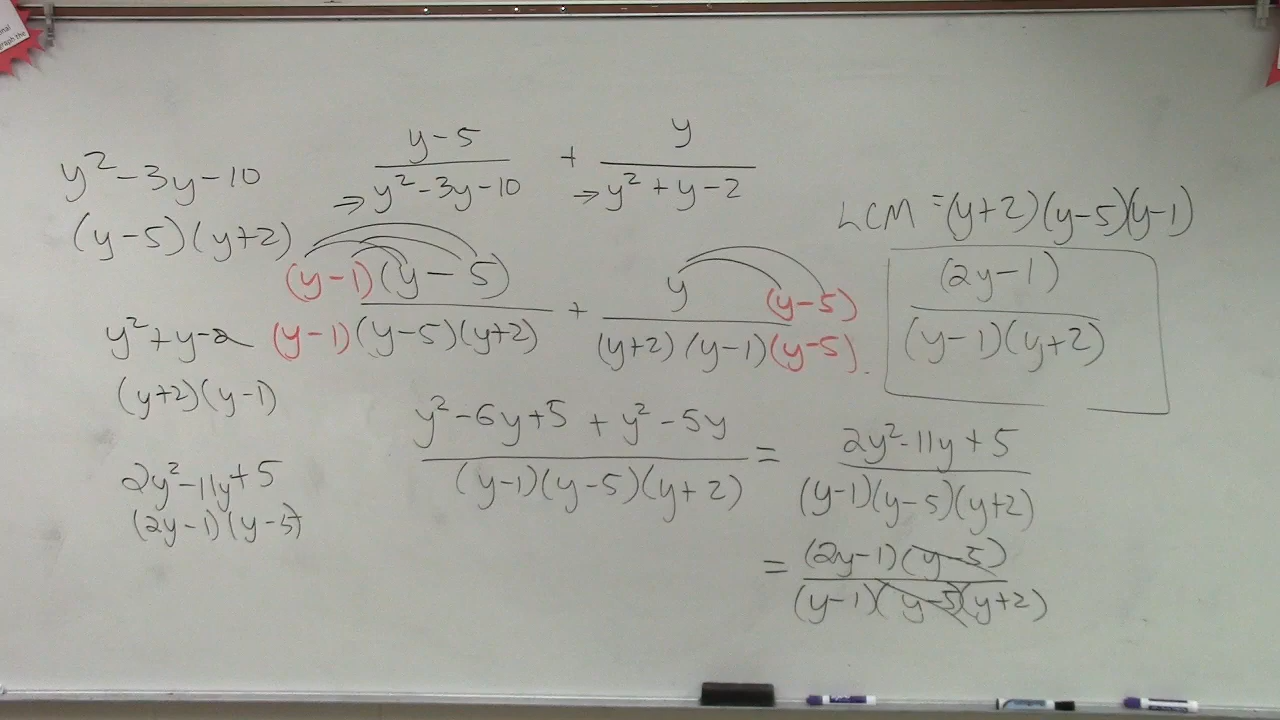 y² - 3y - 10
(y - 5)(y + 2)
y² + y - 2
(y + 2)(y - 1)
2y² - 11y + 5
(2y - 1)(y - 5)
(y - 5)/(⇒ y² - 3y - 10) + y/(⇒ y² + y - 2)
(y - 1)(y - 5)/(y - 1)(y - 5)(y + 2) + y (y - 5)/(y + 2)(y - 1)(y - 5).
(y² - 6y + 5 + y² - 5y)/(y - 1)(y - 5)(y + 2) = (2y² - 11y + 5)/(y - 1)(y - 5)(y + 2)
= (2y - 1)(y - 5)/(y - 1)(y - 5)(y + 2)
LCM = (y + 2)(y - 5)(y - 1)
(2y - 1)/(y - 1)(y + 2)